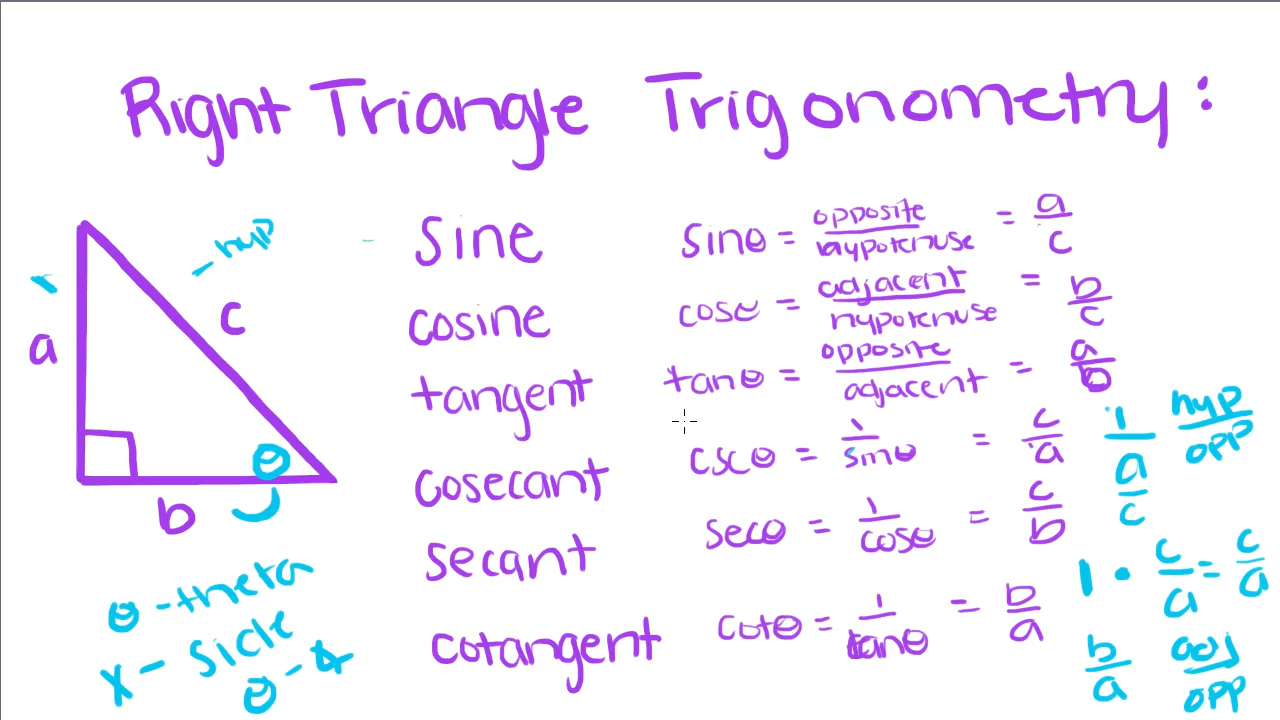 Right Triangle Trigonometry:
hyp
a
c
b
θ
θ - theta
x - side
θ - ∡
sine
cosine
tangent
cosecant
secant
cotangent
sinθ = opposite/hypotenuse = a/c
cosθ = adjacent/hypotenuse = b/c
tanθ = opposite/adjacent = a/b
cscθ = 1/sinθ = c/a
secθ = 1/cosθ = c/b
cotθ = 1/tanθ = b/a
1/(a/c) hyp/opp
1 · c/a = c/a
b/a adj/opp